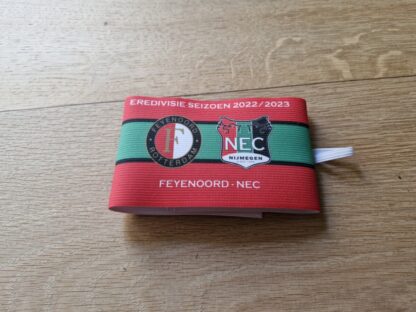 EREDIVISIE SEIZOEN 2022/2023
FEYENOORD
ROTTERDAM
F
NEC
NIJMEGEN
FEYENOORD - NEC